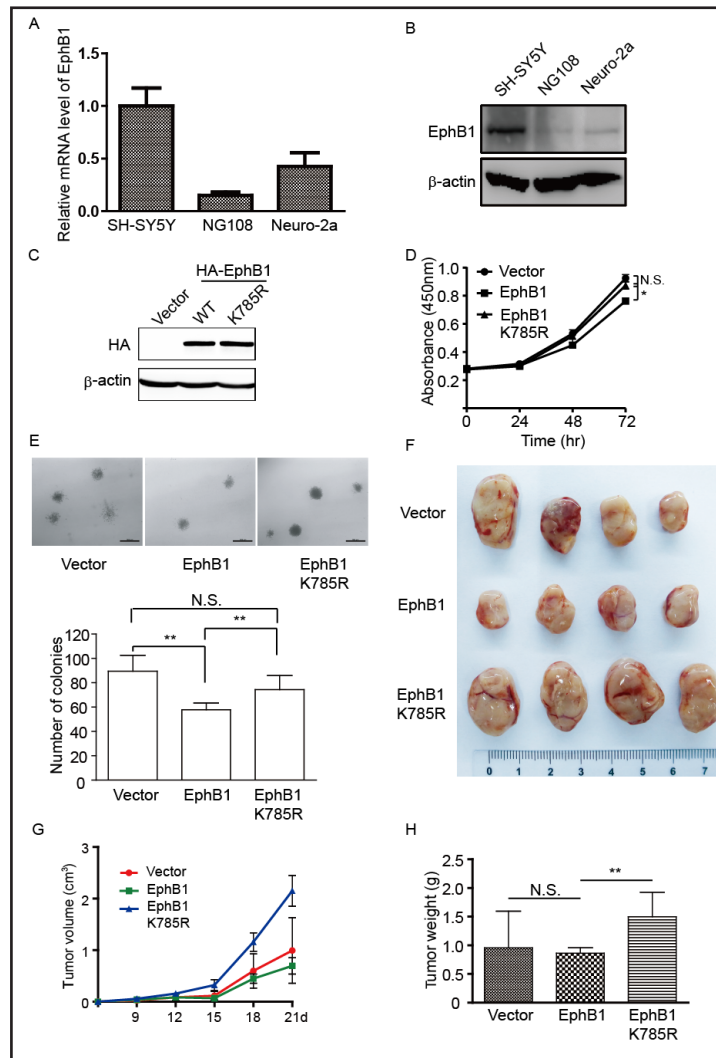 A
Relative mRNA level of EphB1
1.5
1.0
0.5
0.0
SH-SY5Y NG108 Neuro-2a
B
SH-SY5Y NG108 Neuro-2a
EphB1
β-actin
C
HA-EphB1
Vector WT K785R
HA
β-actin
D
Absorbance (450nm)
1.0
0.8
0.6
0.4
0.2
Vector
EphB1
EphB1
K785R
N.S.
*
0 24 48 72
Time (hr)
E
Vector EphB1 EphB1
K785R
Number of colonies
120
100
80
60
40
20
0
N.S.
** **
Vector EphB1 EphB1
K785R
F
Vector
EphB1
EphB1
K785R
0 1 2 3 4 5 6 7
G
Tumor volume (cm³)
3
2
1
0
Vector
EphB1
EphB1
K785R
9 12 15 18 21d
H
Tumor weight (g)
2.5
2.0
1.5
1.0
0.5
0
N.S.
**
Vector EphB1 EphB1
K785R